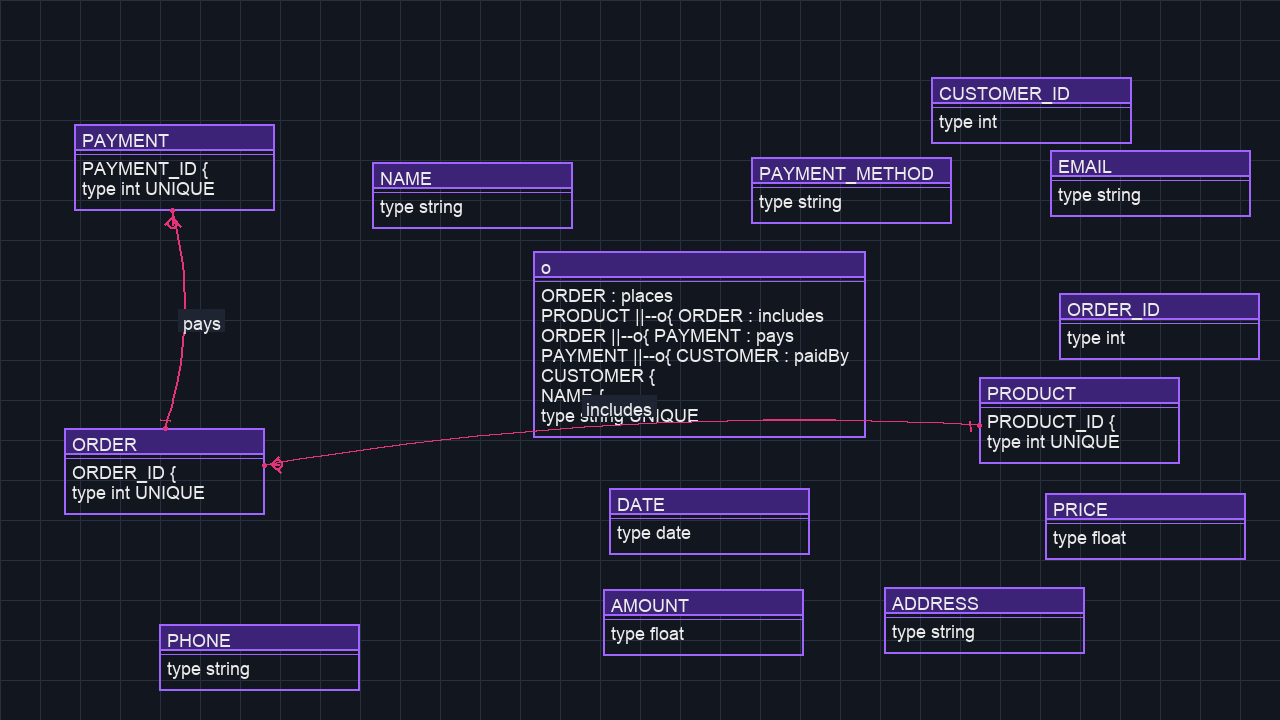 CUSTOMER_ID
type int
PAYMENT
PAYMENT_ID {
type int UNIQUE
NAME
type string
PAYMENT_METHOD
type string
EMAIL
type string
o
ORDER : places
PRODUCT ||--o{ ORDER : includes
ORDER ||--o{ PAYMENT : pays
PAYMENT ||--o{ CUSTOMER : paidBy
CUSTOMER {
NAME {
type string UNIQUE
includes
pays
ORDER_ID
type int
PRODUCT
PRODUCT_ID {
type int UNIQUE
ORDER
ORDER_ID {
type int UNIQUE
DATE
type date
PRICE
type float
AMOUNT
type float
ADDRESS
type string
PHONE
type string